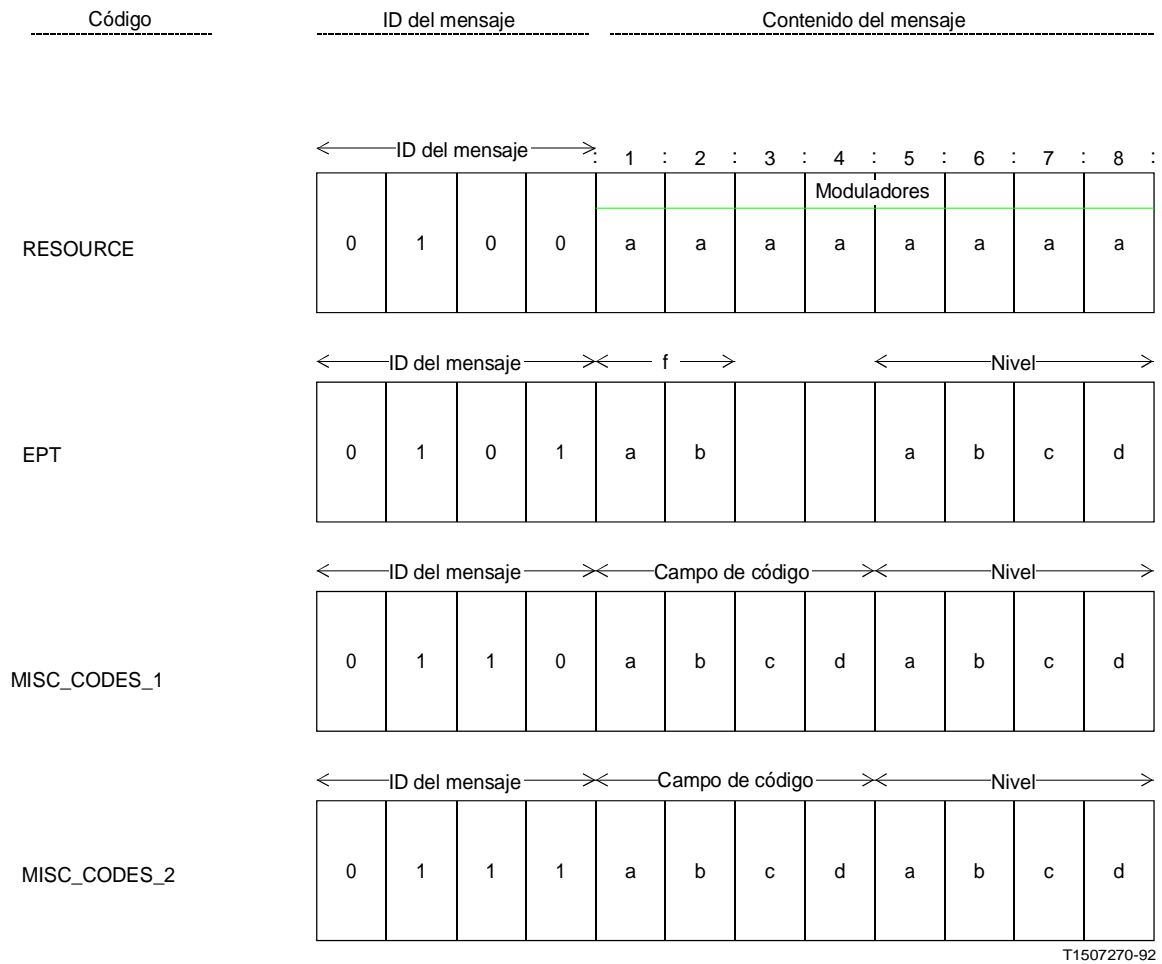 Código ID del mensaje Contenido del mensaje
ID del mensaje : 1 : 2 : 3 : 4 : 5 : 6 : 7 : 8 :
Moduladores
RESOURCE 0 1 0 0 a a a a a a a a
ID del mensaje f Nivel
EPT 0 1 0 1 a b a b c d
ID del mensaje Campo de código Nivel
MISC_CODES_1 0 1 1 0 a b c d a b c d
ID del mensaje Campo de código Nivel
MISC_CODES_2 0 1 1 1 a b c d a b c d
T1507270-92